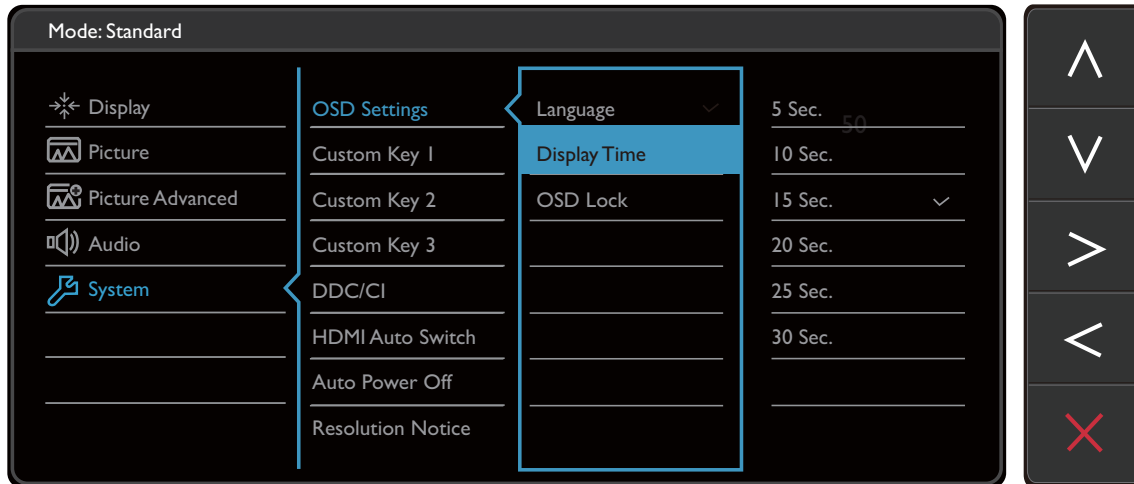 Mode: Standard
Display
Picture
Picture Advanced
Audio
System
OSD Settings
Custom Key 1
Custom Key 2
Custom Key 3
DDC/CI
HDMI Auto Switch
Auto Power Off
Resolution Notice
Language
Display Time
OSD Lock
5 Sec.
50
10 Sec.
15 Sec.
20 Sec.
25 Sec.
30 Sec.